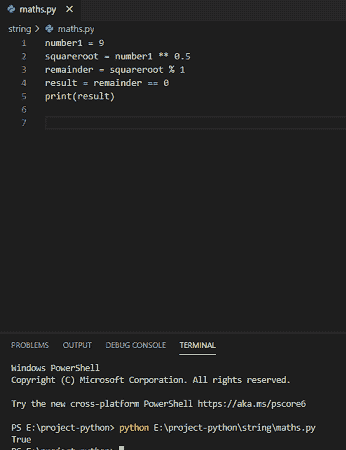 maths.py
string > maths.py
1 number1 = 9
2 squareroot = number1 ** 0.5
3 remainder = squareroot % 1
4 result = remainder == 0
5 print(result)
6
7
PROBLEMS OUTPUT DEBUG CONSOLE TERMINAL
Windows PowerShell
Copyright (C) Microsoft Corporation. All rights reserved.
Try the new cross-platform PowerShell https://aka.ms/pscore6
PS E:\project-python> python E:\project-python\string\maths.py
True
PS E:\project-python>